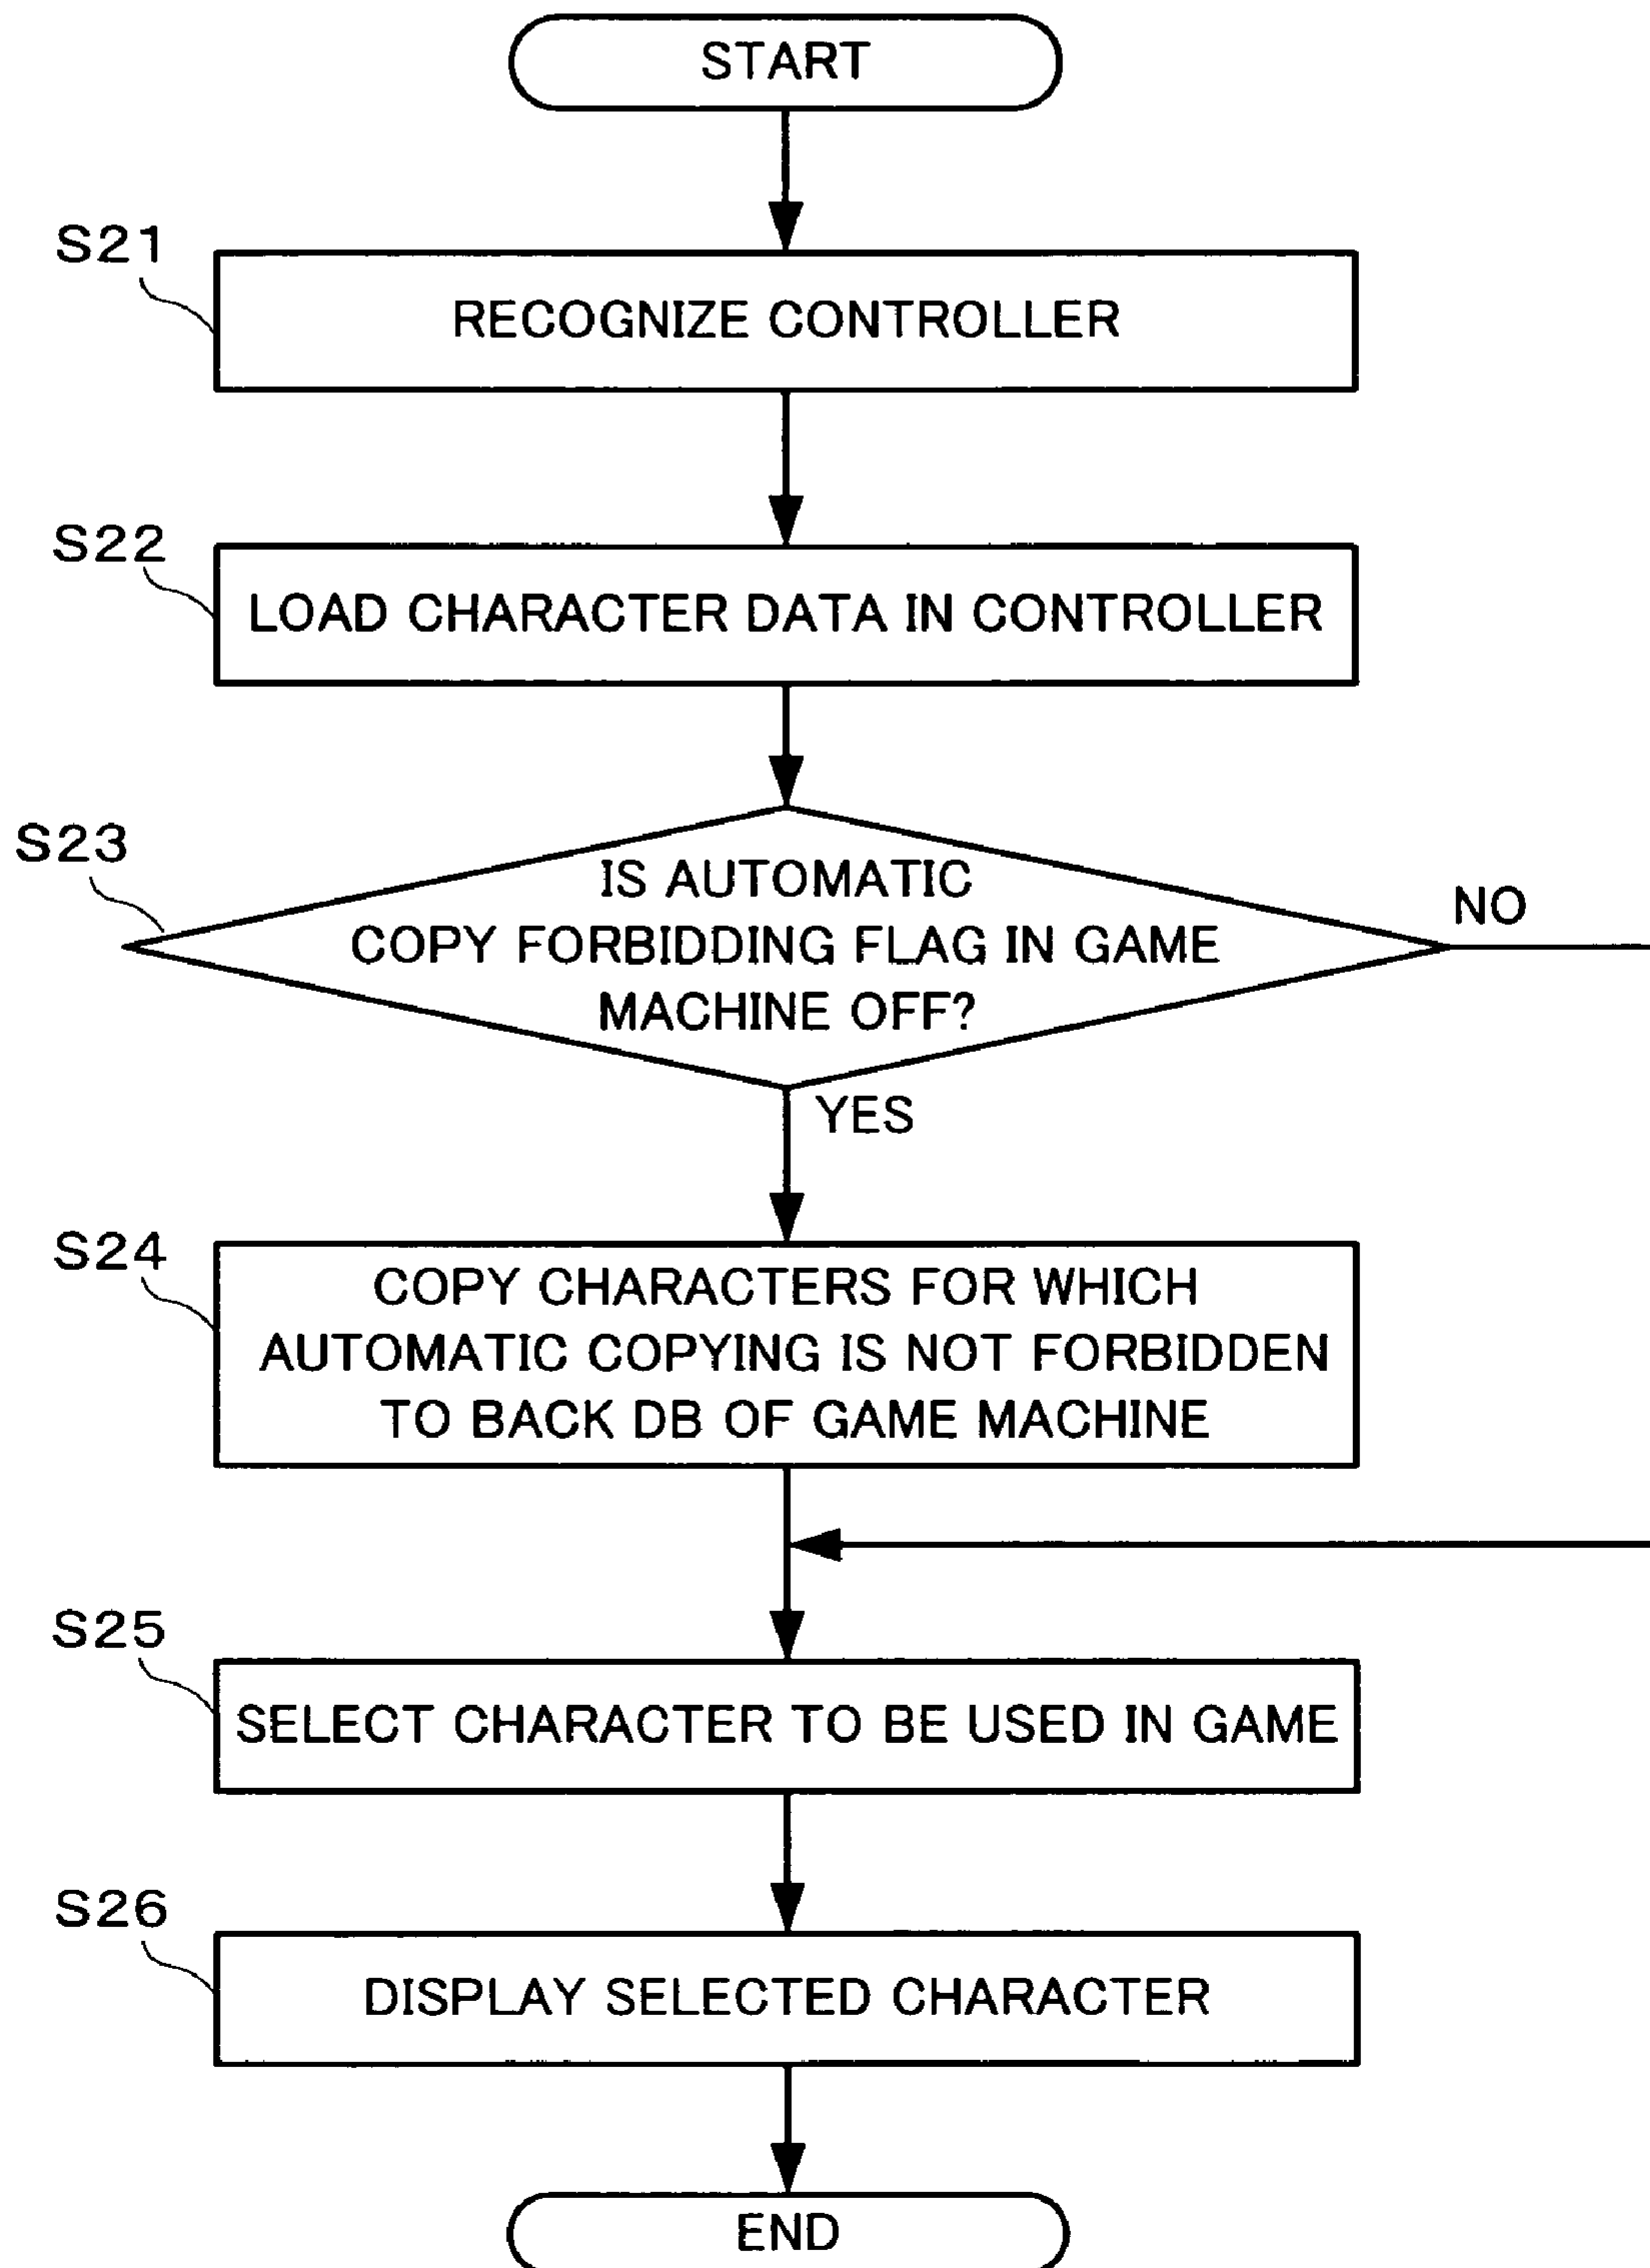 START
S21
RECOGNIZE CONTROLLER
S22
LOAD CHARACTER DATA IN CONTROLLER
S23
IS AUTOMATIC
COPY FORBIDDING FLAG IN GAME
MACHINE OFF?
NO
YES
S24
COPY CHARACTERS FOR WHICH
AUTOMATIC COPYING IS NOT FORBIDDEN
TO BACK DB OF GAME MACHINE
S25
SELECT CHARACTER TO BE USED IN GAME
S26
DISPLAY SELECTED CHARACTER
END